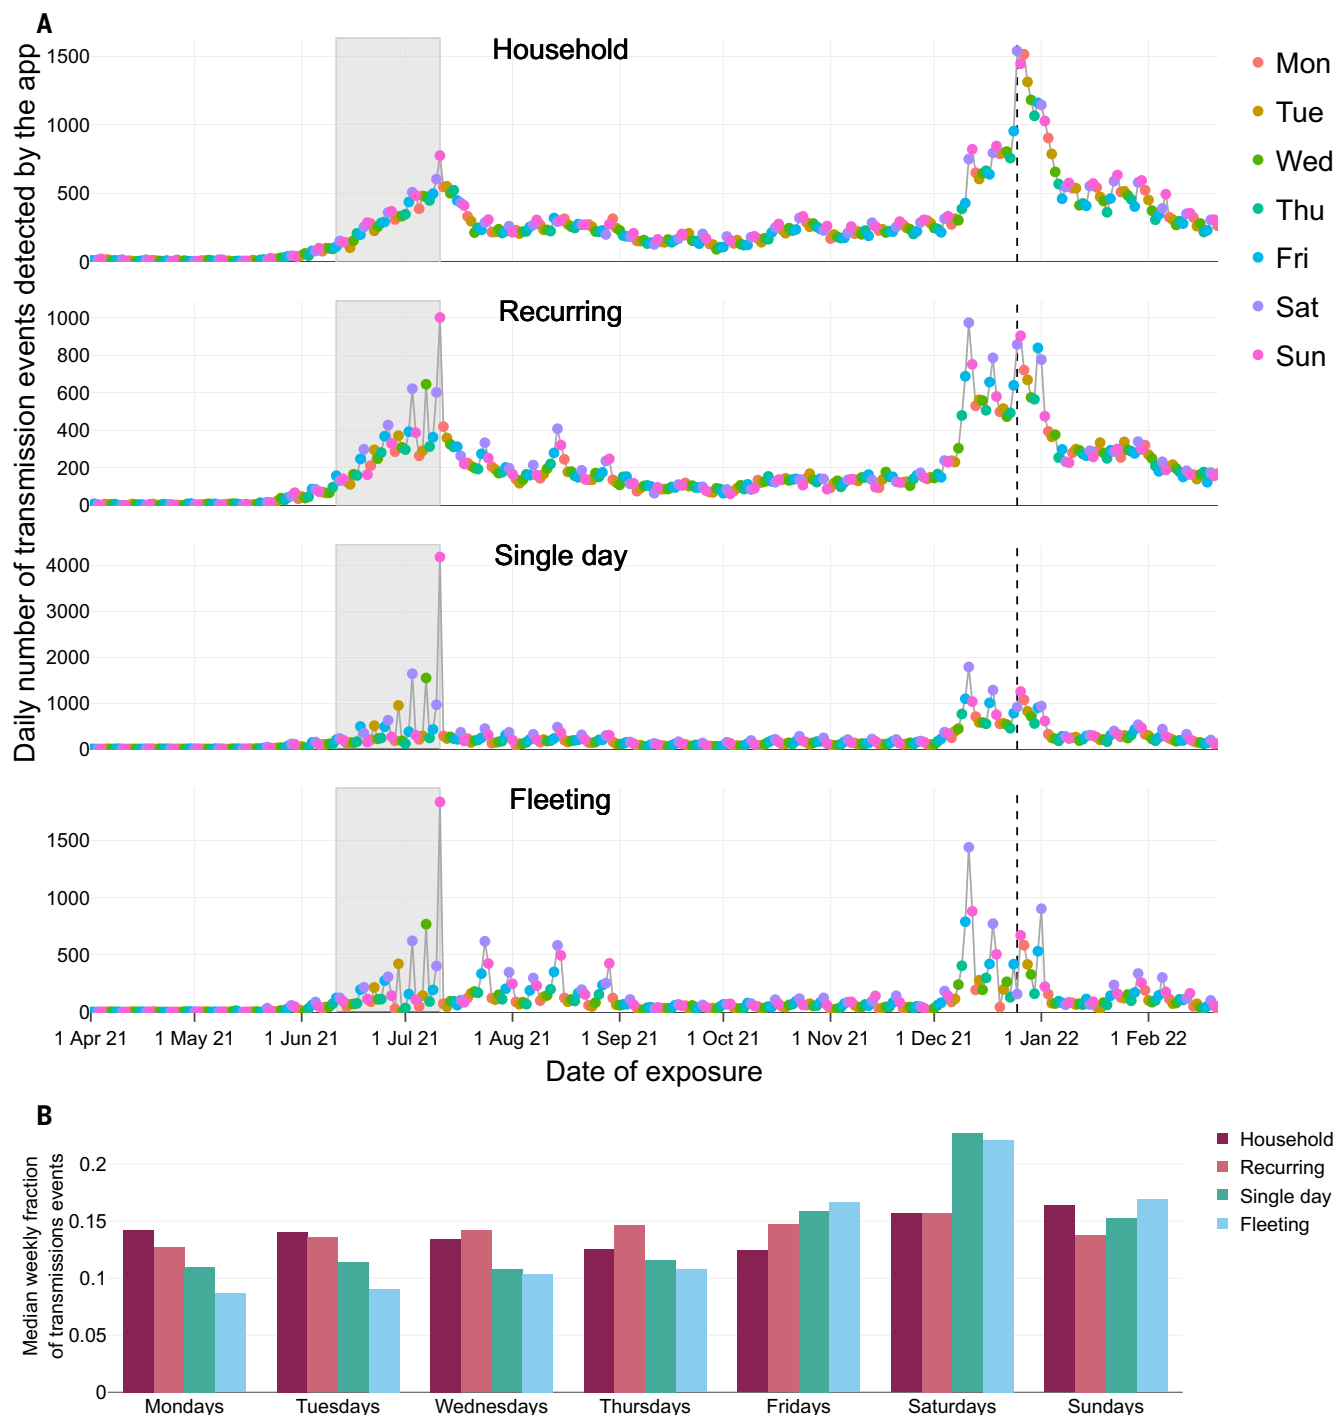 A
Daily number of transmission events detected by the app
Household
1500
1000
500
0
Mon
Tue
Wed
Thu
Fri
Sat
Sun
Recurring
1000
800
600
400
200
0
Single day
4000
3000
2000
1000
0
Fleeting
1500
1000
500
0
1 Apr 21 1 May 21 1 Jun 21 1 Jul 21 1 Aug 21 1 Sep 21 1 Oct 21 1 Nov 21 1 Dec 21 1 Jan 22 1 Feb 22
Date of exposure
B
Median weekly fraction
of transmissions events
0.2
0.15
0.1
0.05
0
Mondays Tuesdays Wednesdays Thursdays Fridays Saturdays Sundays
Household
Recurring
Single day
Fleeting